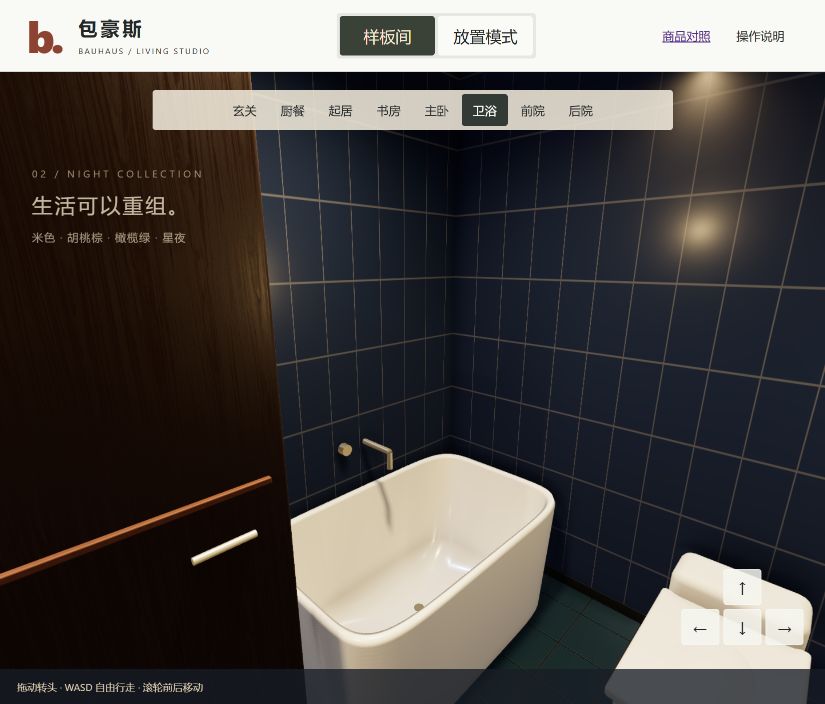 b.
包豪斯
BAUHAUS / LIVING STUDIO
样板间 放置模式
商品对照 操作说明
玄关 厨餐 起居 书房 主卧 卫浴 前院 后院
02 / NIGHT COLLECTION
生活可以重组。
米色 · 胡桃棕 · 橄榄绿 · 星夜
↑
← ↓ →
拖动转头 · WASD 自由行走 · 滚轮前后移动